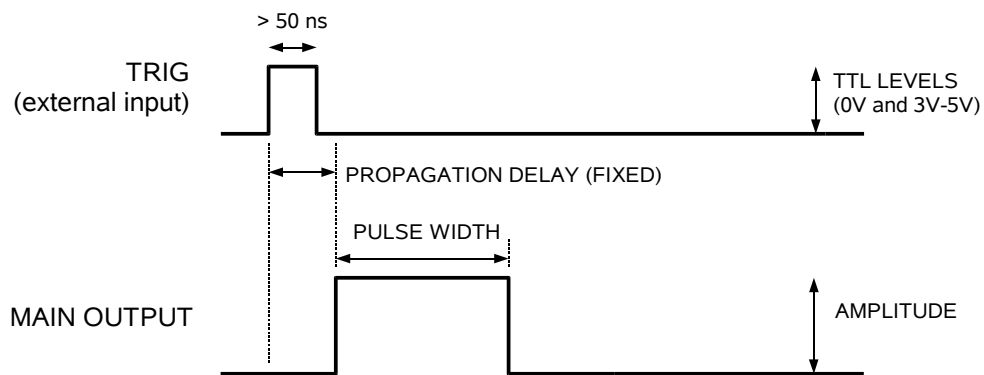 > 50 ns
TRIG
(external input)
TTL LEVELS
(0V and 3V-5V)
PROPAGATION DELAY (FIXED)
PULSE WIDTH
MAIN OUTPUT
AMPLITUDE